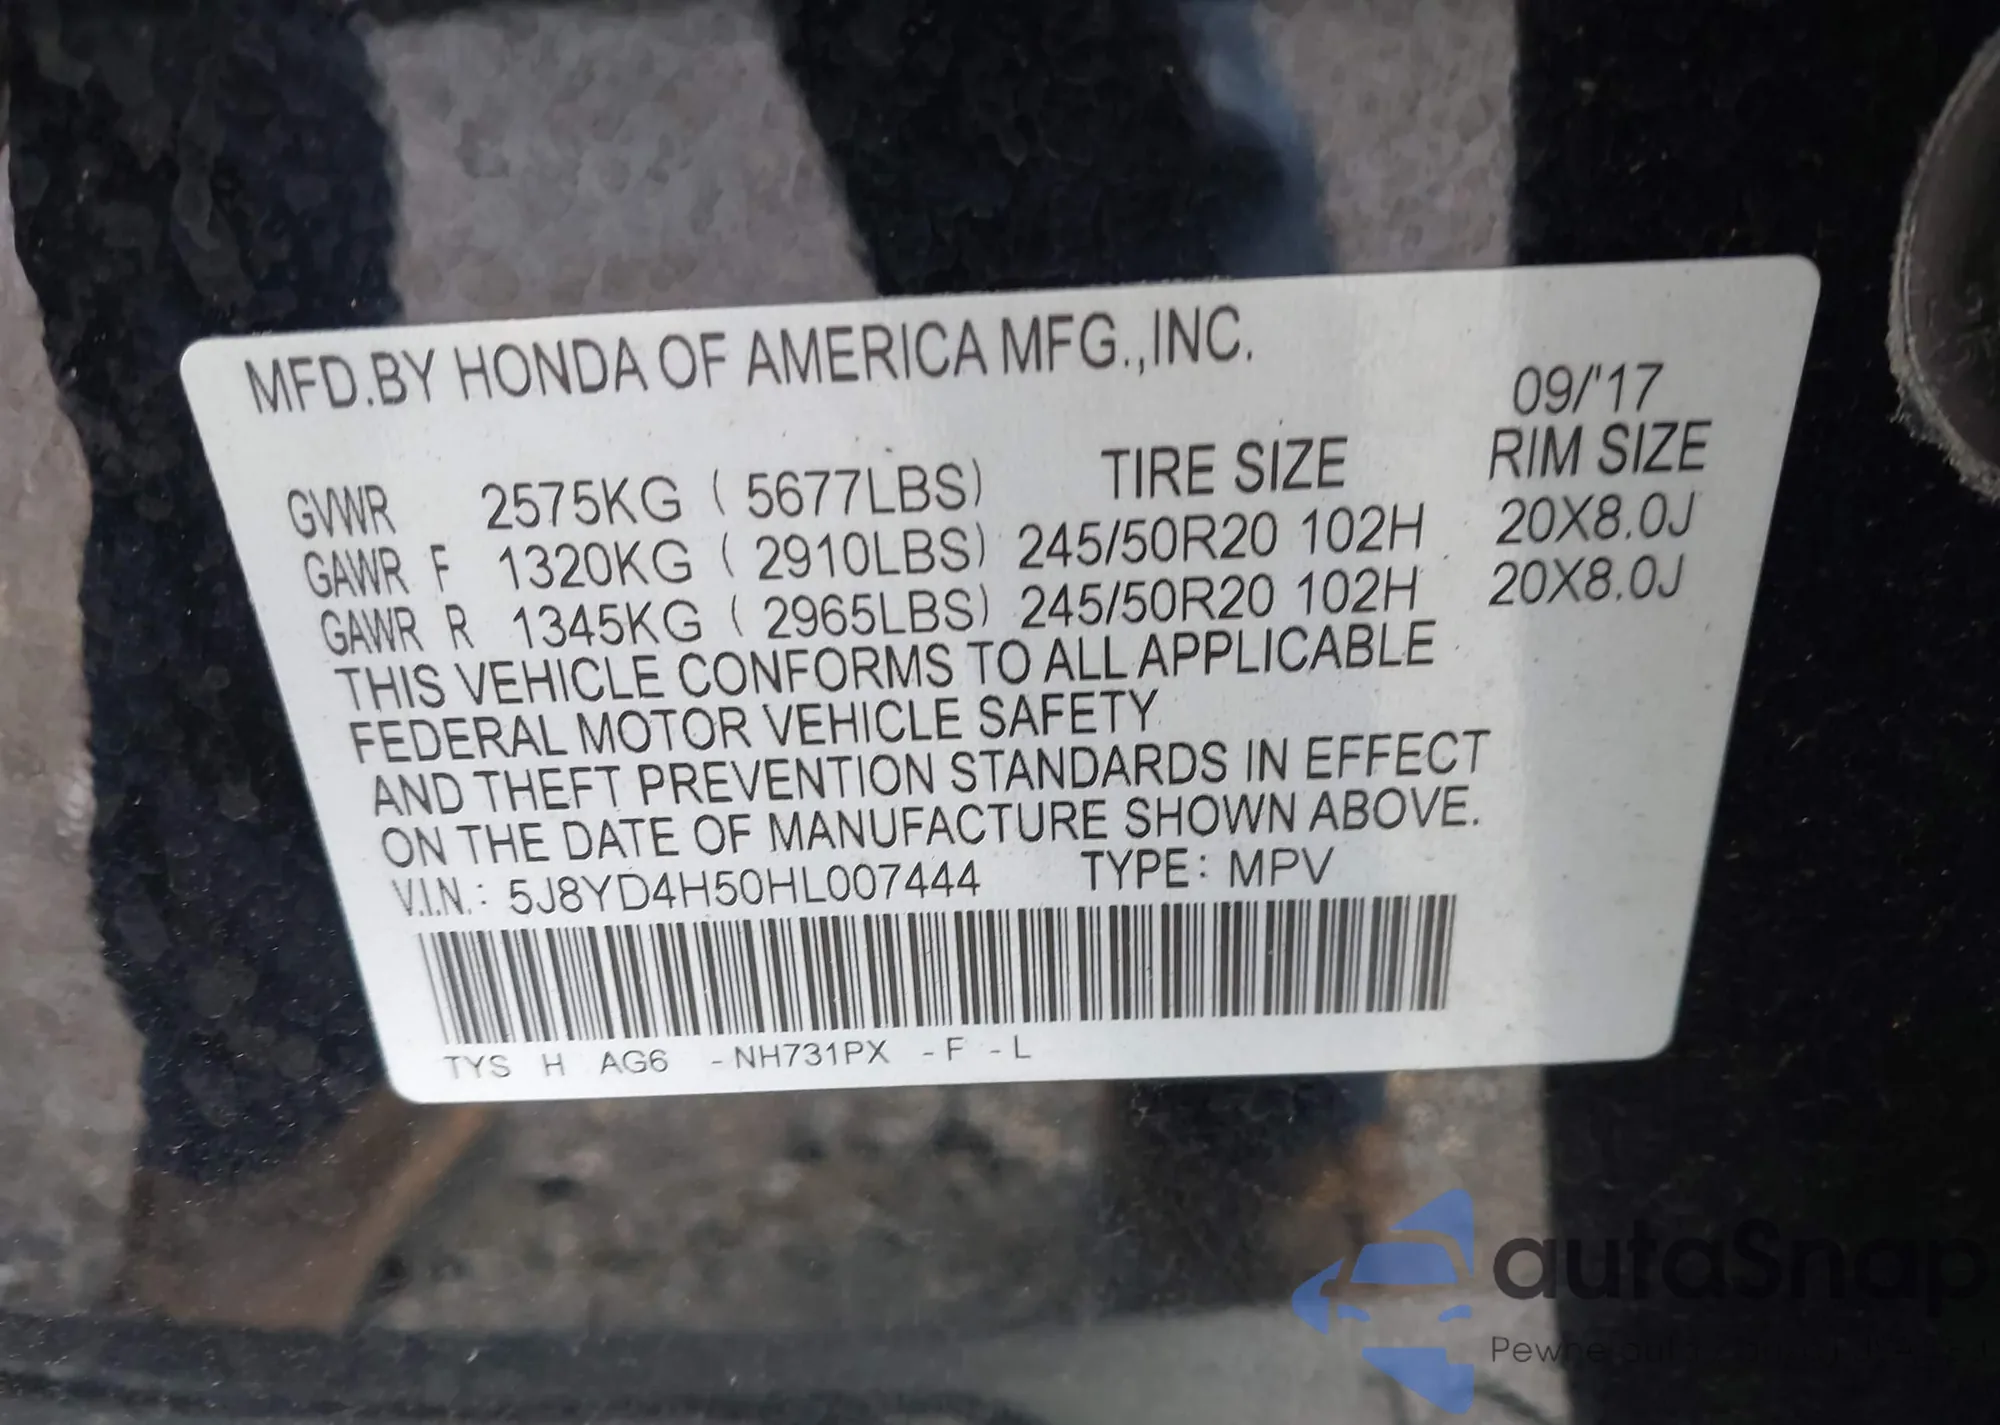 MFD.BY HONDA OF AMERICA MFG.,INC.
09/'17
TIRE SIZE RIM SIZE
GVWR 2575KG ( 5677LBS)
GAWR F 1320KG ( 2910LBS) 245/50R20 102H 20X8.0J
GAWR R 1345KG ( 2965LBS) 245/50R20 102H 20X8.0J
THIS VEHICLE CONFORMS TO ALL APPLICABLE
FEDERAL MOTOR VEHICLE SAFETY
AND THEFT PREVENTION STANDARDS IN EFFECT
ON THE DATE OF MANUFACTURE SHOWN ABOVE.
V.I.N.: 5J8YD4H50HL007444 TYPE: MPV
TYS H AG6 -NH731PX -F -L
autaSnap
Pewne auta